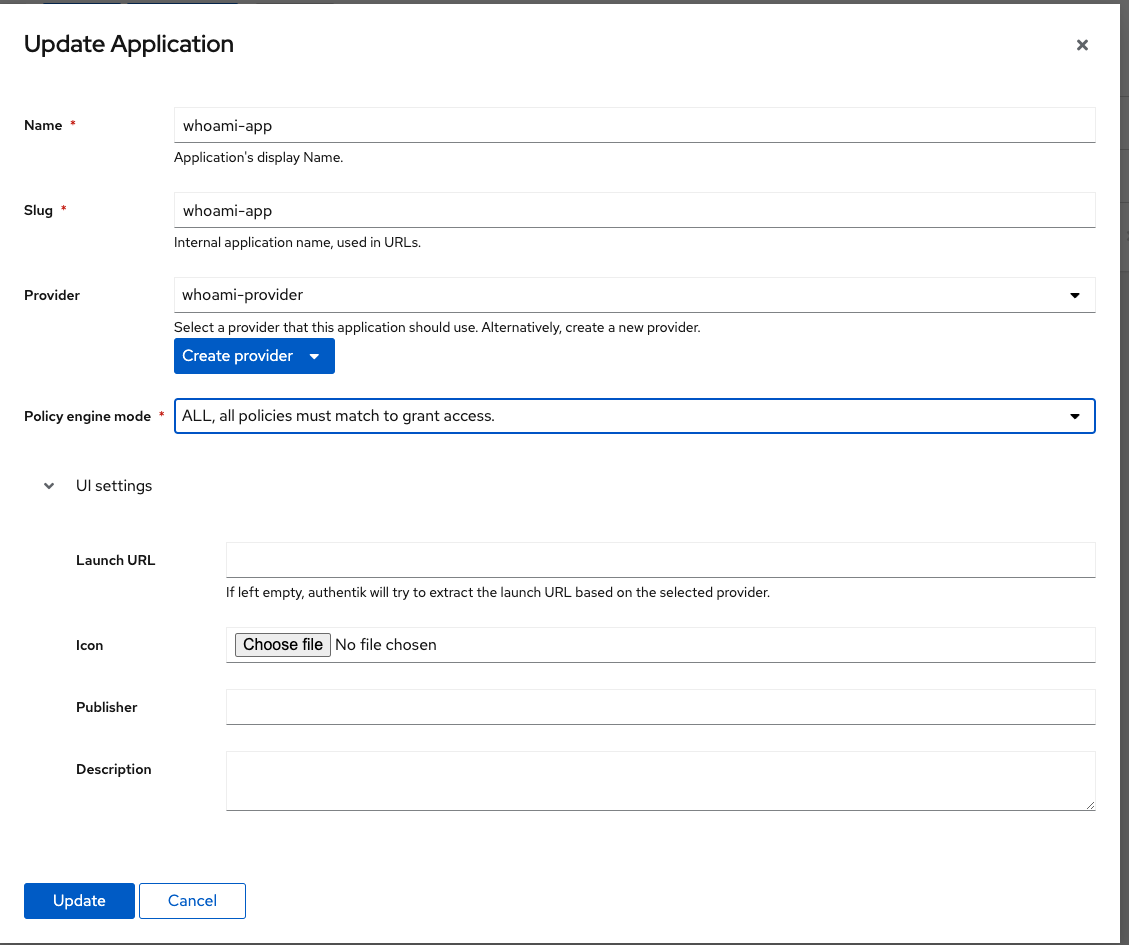 Update Application
Name *
whoami-app
Application's display Name.
Slug *
whoami-app
Internal application name, used in URLs.
Provider
whoami-provider
Select a provider that this application should use. Alternatively, create a new provider.
Create provider
Policy engine mode *
ALL, all policies must match to grant access.
UI settings
Launch URL
If left empty, authentik will try to extract the launch URL based on the selected provider.
Icon
Choose file No file chosen
Publisher
Description
Update Cancel